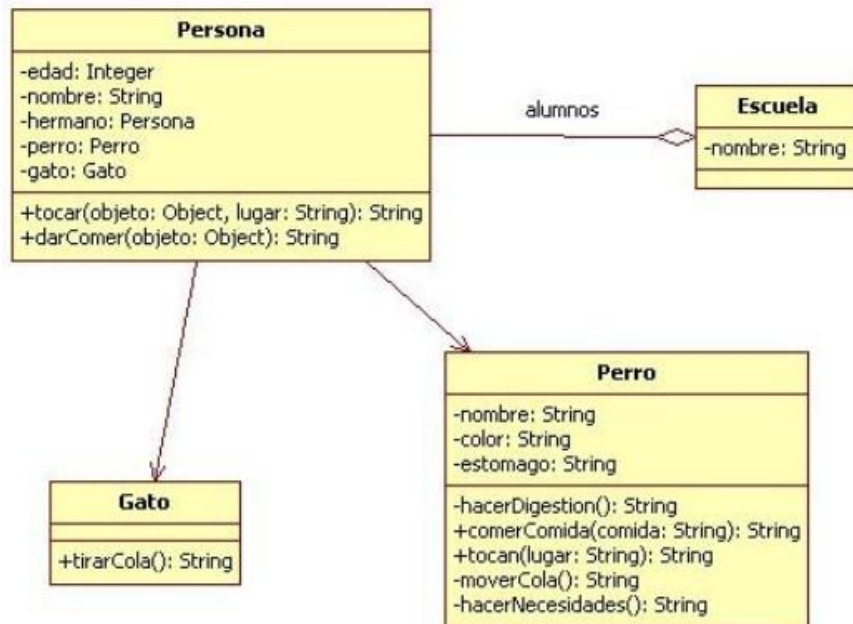 Persona
-edad: Integer
-nombre: String
-hermano: Persona
-perro: Perro
-gato: Gato
+tocar(objeto: Object, lugar: String): String
+darComer(objeto: Object): String
alumnos
Escuela
-nombre: String
Gato
+tirarCola(): String
Perro
-nombre: String
-color: String
-estomago: String
-hacerDigestion(): String
+comerComida(comida: String): String
+tocan(lugar: String): String
-moverCola(): String
-hacerNecesidades(): String